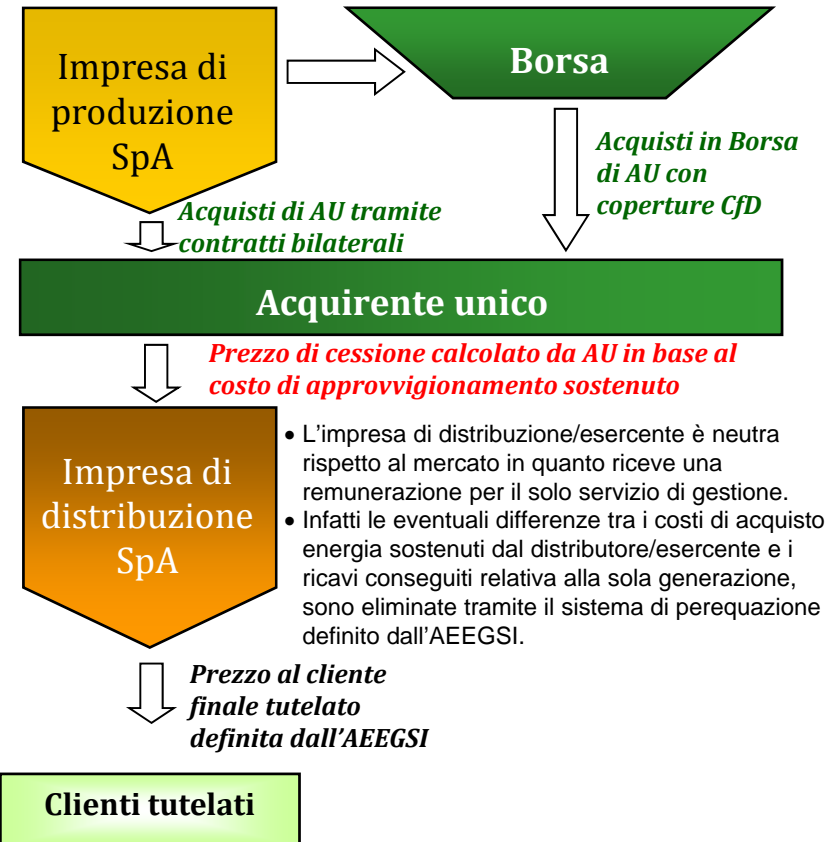 Impresa di
produzione
SpA
Borsa
Acquisti in Borsa
di AU con
coperture CfD
Acquisti di AU tramite
contratti bilaterali
Acquirente unico
Prezzo di cessione calcolato da AU in base al
costo di approvvigionamento sostenuto
Impresa di
distribuzione
SpA
• L'impresa di distribuzione/esercente è neutra
rispetto al mercato in quanto riceve una
remunerazione per il solo servizio di gestione.
• Infatti le eventuali differenze tra i costi di acquisto
energia sostenuti dal distributore/esercente e i
ricavi conseguiti relativa alla sola generazione,
sono eliminate tramite il sistema di perequazione
definito dall'AEEGSI.
Prezzo al cliente
finale tutelato
definita dall'AEEGSI
Clienti tutelati